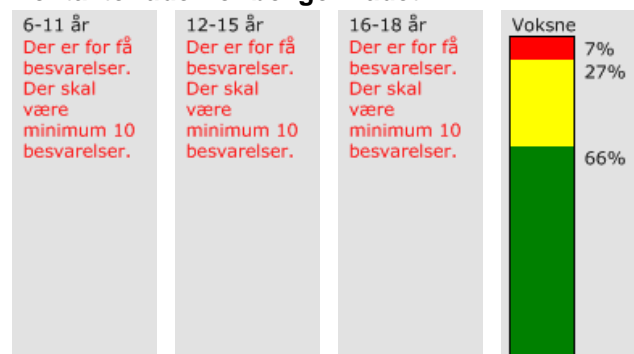 6-11 år
Der er for få
besvarelser.
Der skal
være
minimum 10
besvarelser.
12-15 år
Der er for få
besvarelser.
Der skal
være
minimum 10
besvarelser.
16-18 år
Der er for få
besvarelser.
Der skal
være
minimum 10
besvarelser.
Voksne
7%
27%
66%